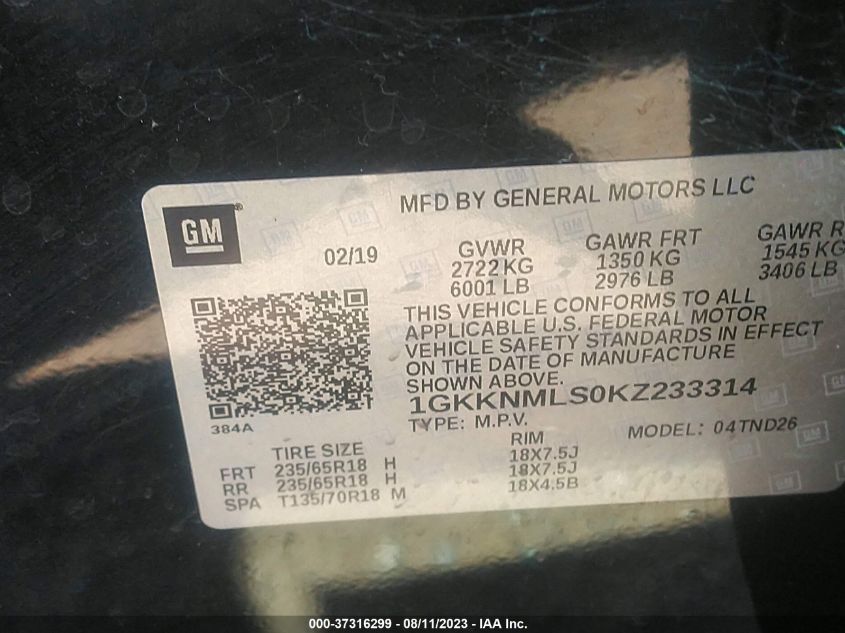 MFD BY GENERAL MOTORS LLC
GM®
02/19
GVWR
2722 KG
6001 LB
GAWR FRT
1350 KG
2976 LB
GAWR R
1545 KG
3406 LB
THIS VEHICLE CONFORMS TO ALL
APPLICABLE U.S. FEDERAL MOTOR
VEHICLE SAFETY STANDARDS IN EFFECT
ON THE DATE OF MANUFACTURE
SHOWN ABOVE.
1GKKNMLS0KZ233314
TYPE: M.P.V.
MODEL: 04TND26
384A
TIRE SIZE RIM
FRT 235/65R18 H 18X7.5J
RR 235/65R18 H 18X7.5J
SPA T135/70R18 M 18X4.5B
000-37316299 - 08/11/2023 - IAA Inc.